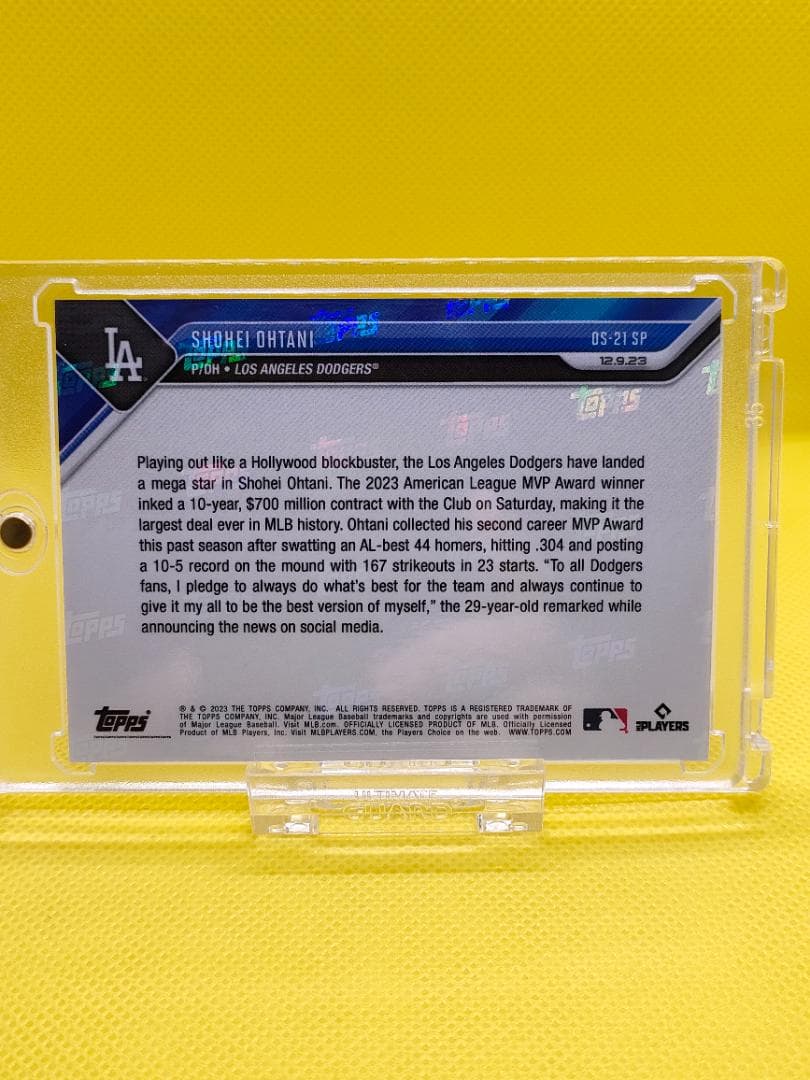 LA
SHOHEI OHTANI
OS-21 SP
P/DH • LOS ANGELES DODGERS®
12.9.23
Playing out like a Hollywood blockbuster, the Los Angeles Dodgers have landed
a mega star in Shohei Ohtani. The 2023 American League MVP Award winner
inked a 10-year, $700 million contract with the Club on Saturday, making it the
largest deal ever in MLB history. Ohtani collected his second career MVP Award
this past season after swatting an AL-best 44 homers, hitting .304 and posting
a 10-5 record on the mound with 167 strikeouts in 23 starts. “To all Dodgers
fans, I pledge to always do what’s best for the team and always continue to
give it my all to be the best version of myself,” the 29-year-old remarked while
announcing the news on social media.
Topps®
® & © 2023 THE TOPPS COMPANY, INC. ALL RIGHTS RESERVED. TOPPS IS A REGISTERED TRADEMARK OF
THE TOPPS COMPANY, INC. Major League Baseball trademarks and copyrights are used with permission
of Major League Baseball. Visit MLB.com. OFFICIALLY LICENSED PRODUCT OF MLB. Officially Licensed
Product of MLB Players, Inc. Visit MLBPLAYERS.COM, the Players Choice on the web. WWW.TOPPS.COM
MLB PLAYERS
ULTIMATE
GUARD
35